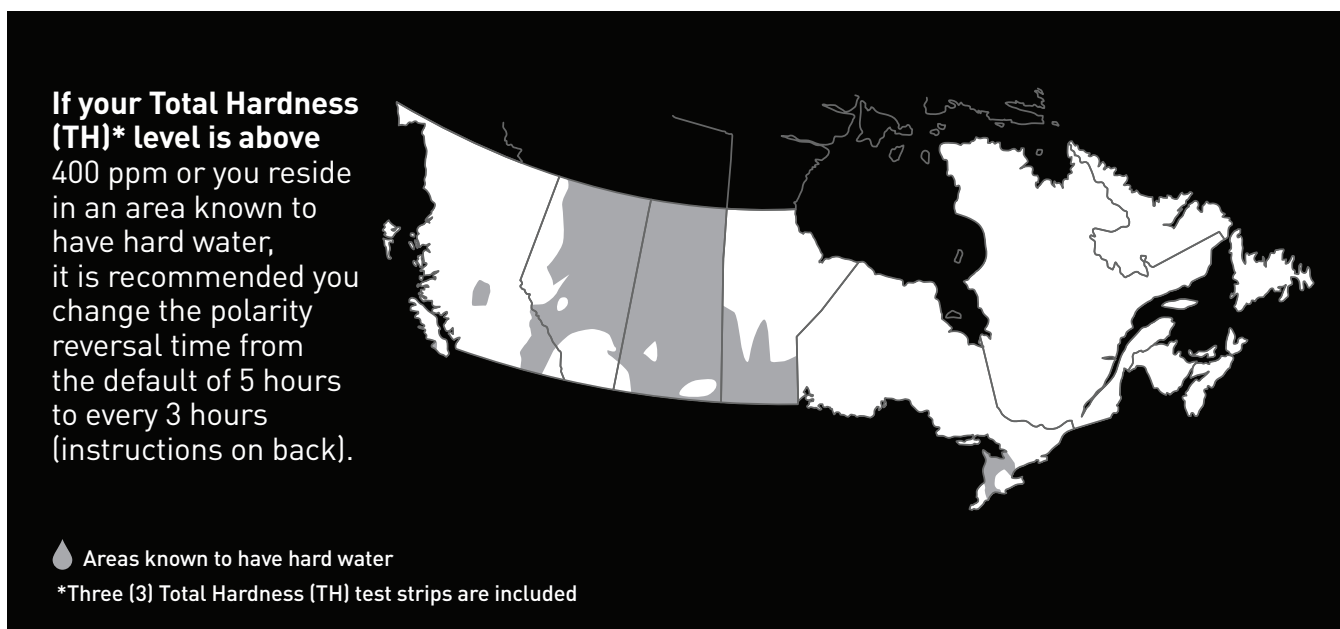 If your Total Hardness
(TH)* level is above
400 ppm or you reside
in an area known to
have hard water,
it is recommended you
change the polarity
reversal time from
the default of 5 hours
to every 3 hours
(instructions on back).
Areas known to have hard water
*Three (3) Total Hardness (TH) test strips are included